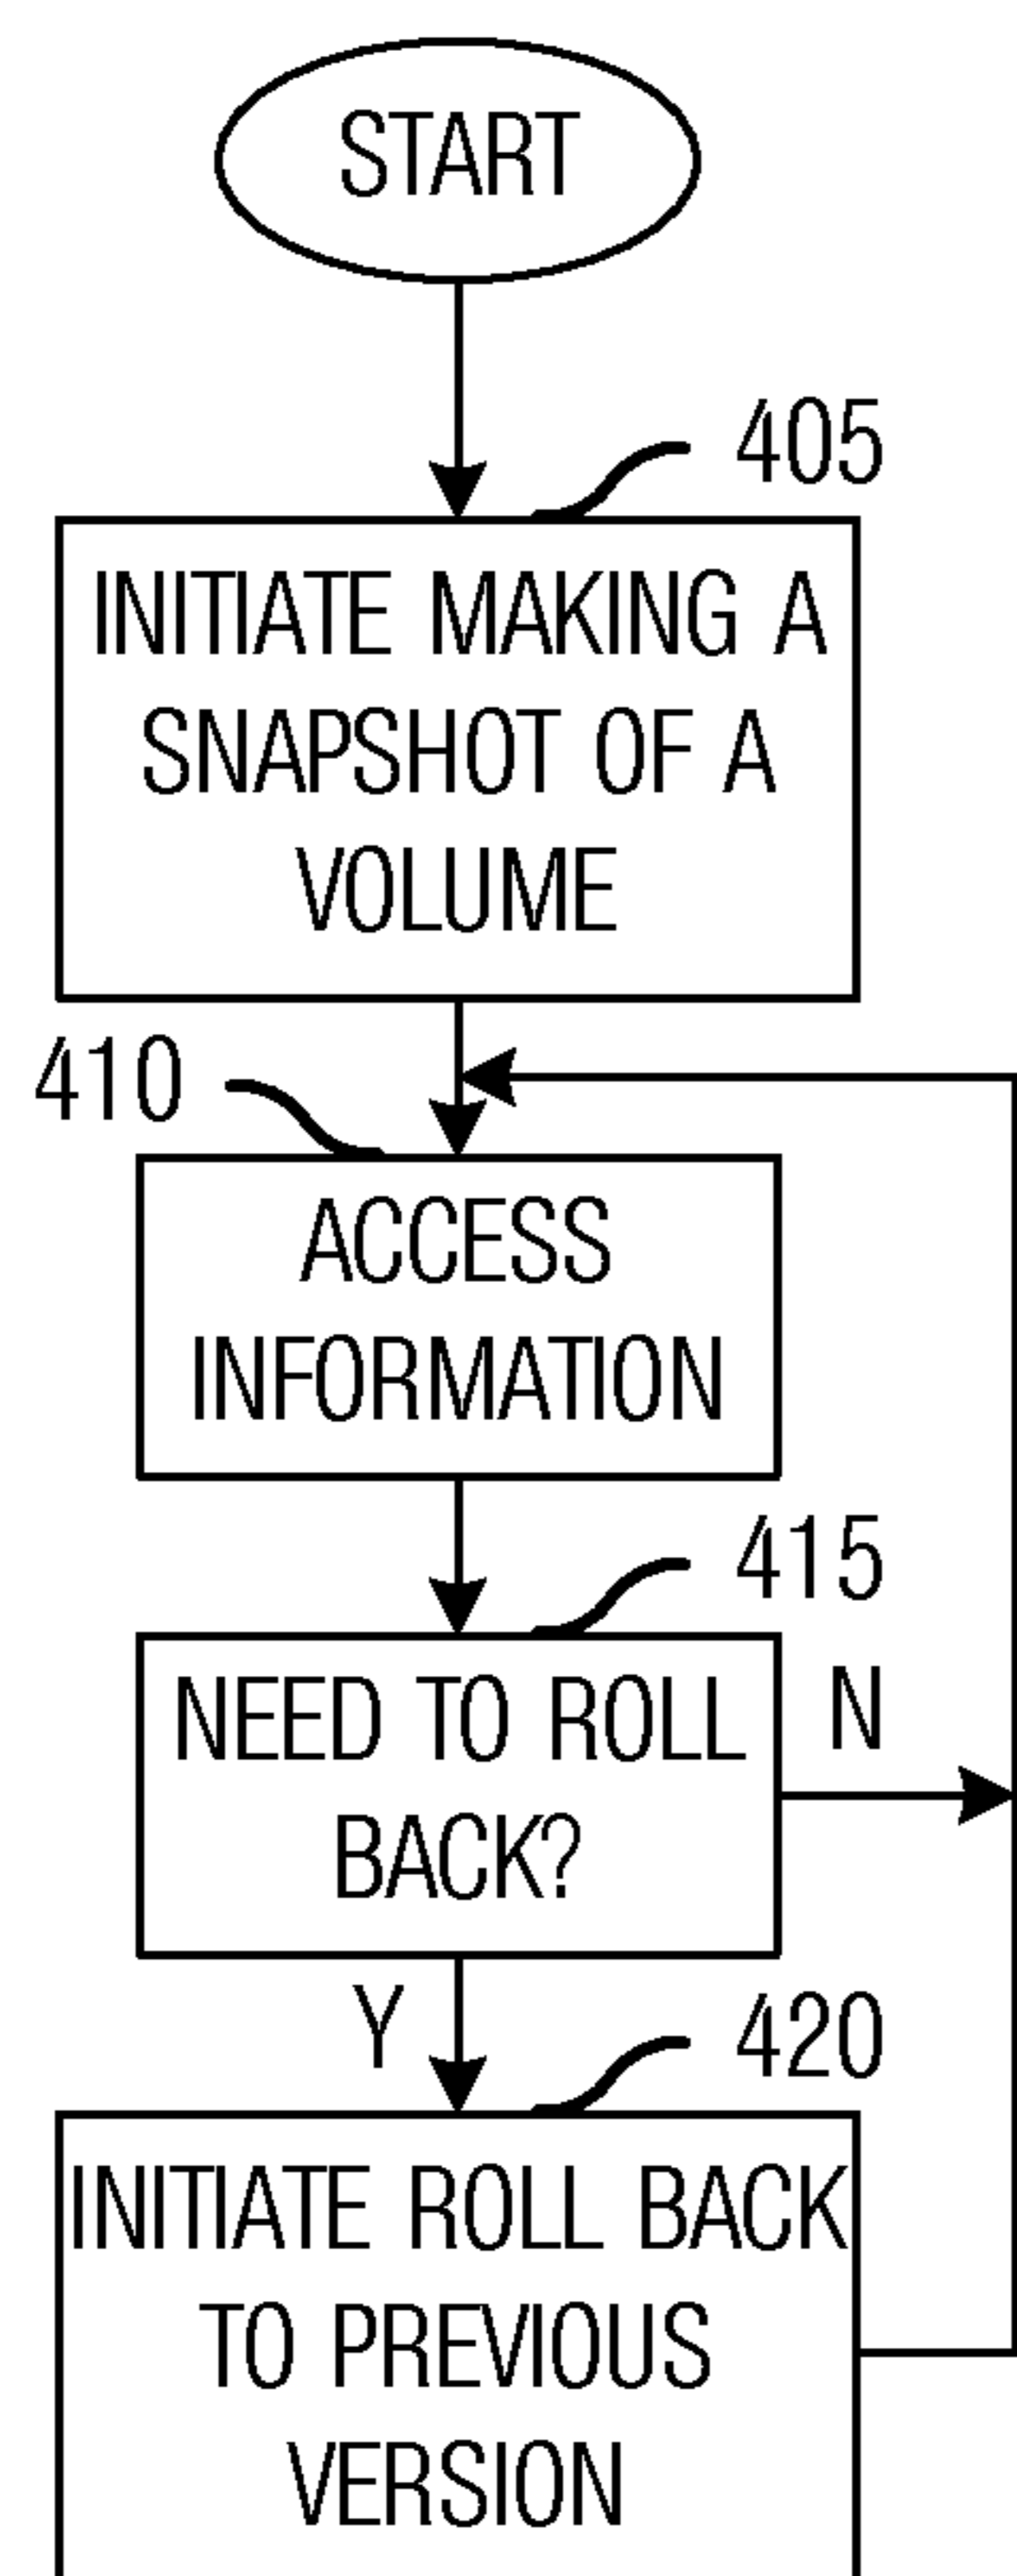 START
405
INITIATE MAKING A
SNAPSHOT OF A
VOLUME
410
ACCESS
INFORMATION
415
NEED TO ROLL
BACK?
N
Y
420
INITIATE ROLL BACK
TO PREVIOUS
VERSION